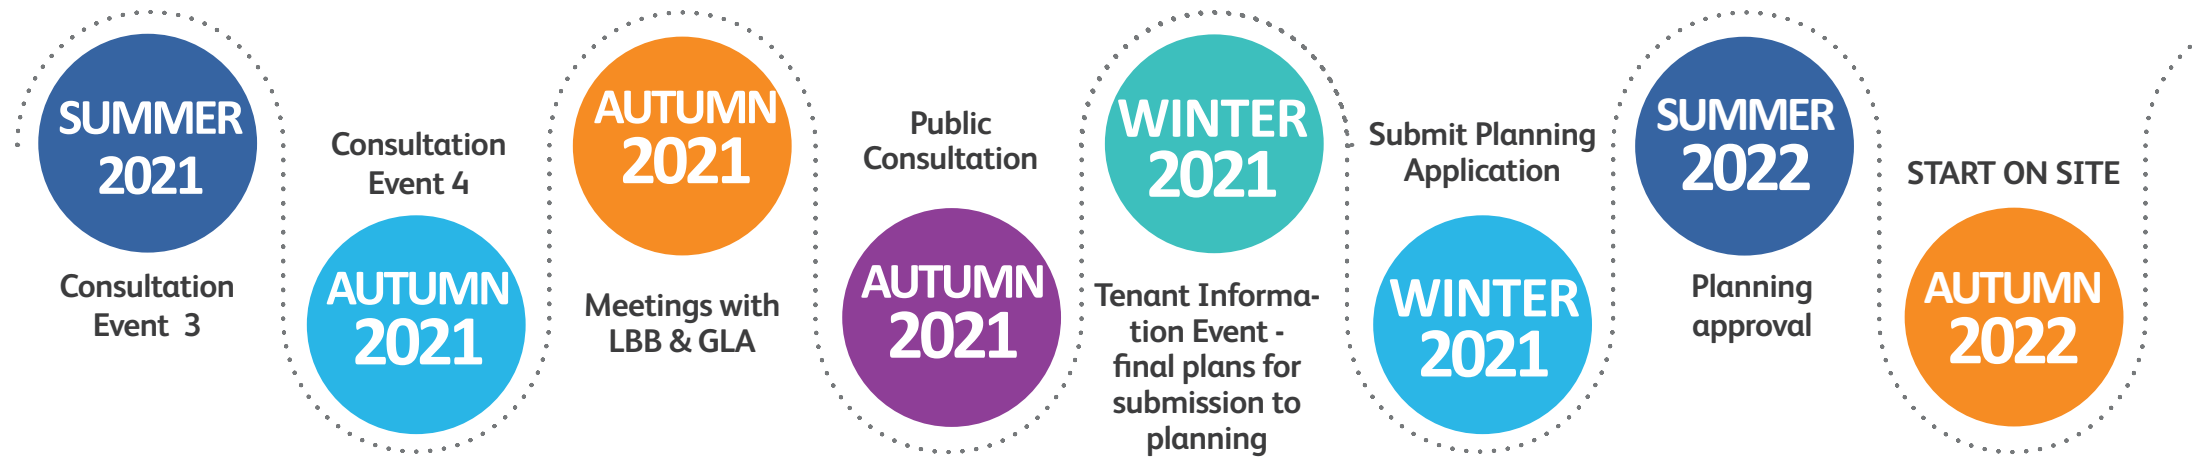 SUMMER
2021
Consultation
Event 3
Consultation
Event 4
AUTUMN
2021
AUTUMN
2021
Meetings with
LBB & GLA
Public
Consultation
AUTUMN
2021
WINTER
2021
Tenant Informa-
tion Event -
final plans for
submission to
planning
Submit Planning
Application
WINTER
2021
SUMMER
2022
Planning
approval
START ON SITE
AUTUMN
2022